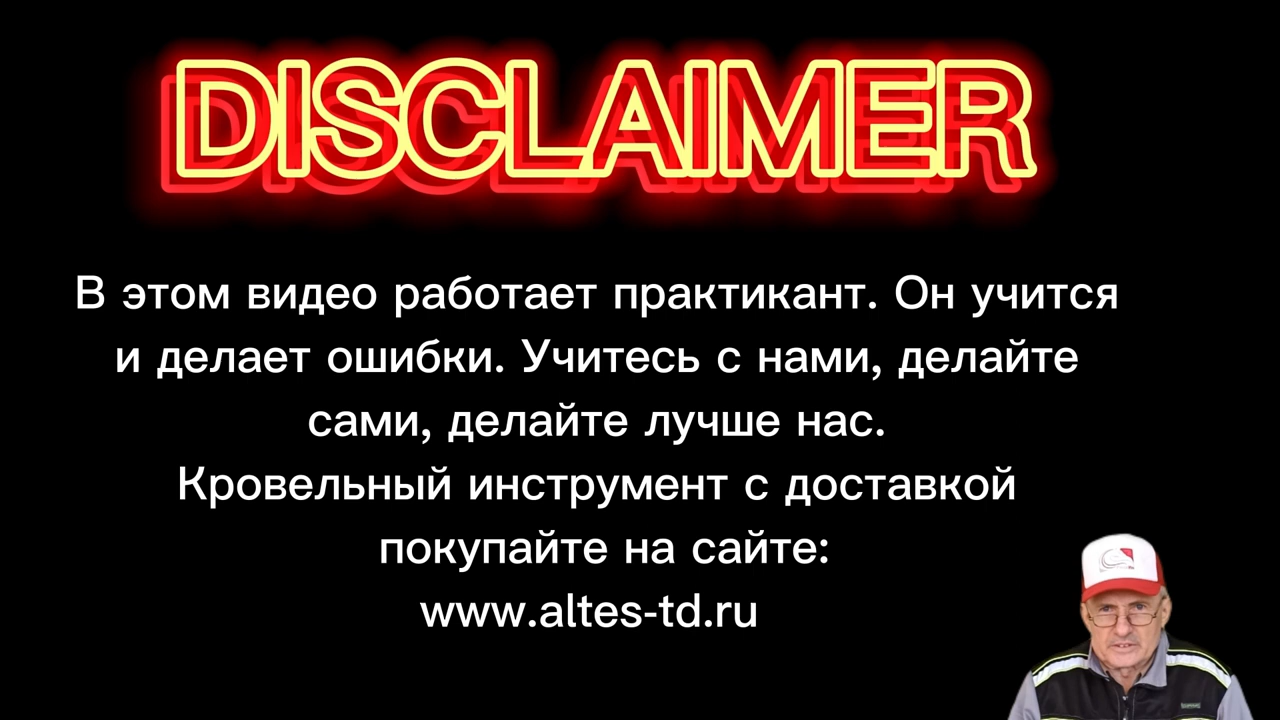 DISCLAIMER
В этом видео работает практикант. Он учится
и делает ошибки. Учитесь с нами, делайте
сами, делайте лучше нас.
Кровельный инструмент с доставкой
покупайте на сайте:
www.altes-td.ru